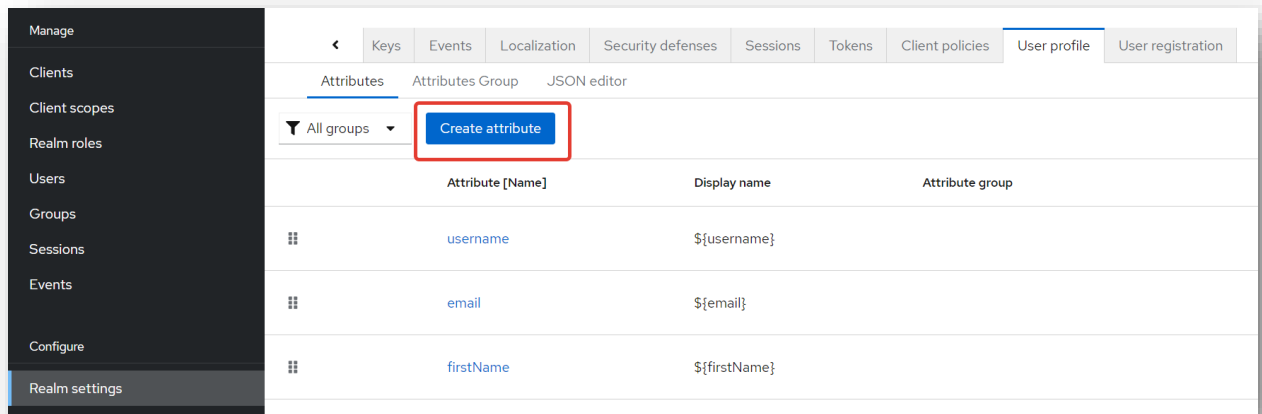 Manage
Clients
Client scopes
Realm roles
Users
Groups
Sessions
Events
Configure
Realm settings
Keys Events Localization Security defenses Sessions Tokens Client policies User profile User registration
Attributes Attributes Group JSON editor
All groups Create attribute
Attribute [Name] Display name Attribute group
username ${username}
email ${email}
firstName ${firstName}